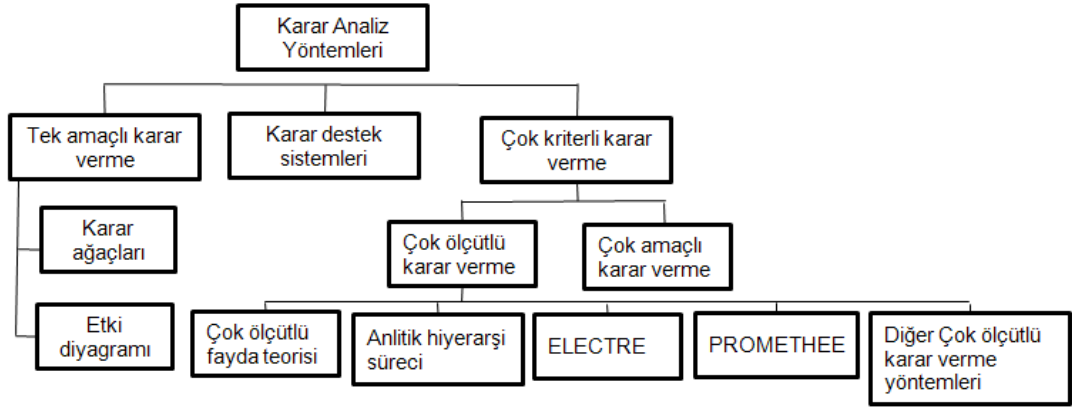 Karar Analiz
Yöntemleri
Tek amaçlı karar
verme
Karar destek
sistemleri
Çok kriterli karar
verme
Karar
ağaçları
Etki
diyagramı
Çok ölçütlü
karar verme
Çok amaçlı
karar verme
Çok ölçütlü
fayda teorisi
Anlitik hiyerarşi
süreci
ELECTRE
PROMETHEE
Diğer Çok ölçütlü
karar verme
yöntemleri